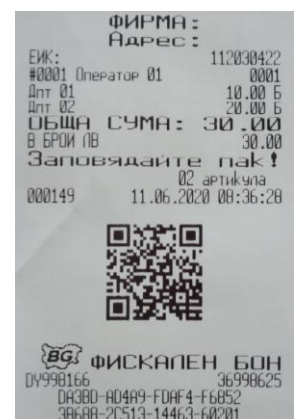 ФИРМА:
Адрес:
ЕИК: 112030422
#0001 Оператор 01 0001
Дпт 01 10.00 Б
Дпт 02 20.00 Б
ОБЩА СУМА: 30.00
В БРОЙ ЛВ 30.00
Заповядайте пак!
02 артикула
000149 11.06.2020 08:36:28
BG ФИСКАЛЕН БОН
DY998166 36998625
DA3BD-AD4A9-FDAF4-F6852
3B6A8-2C513-14463-60201